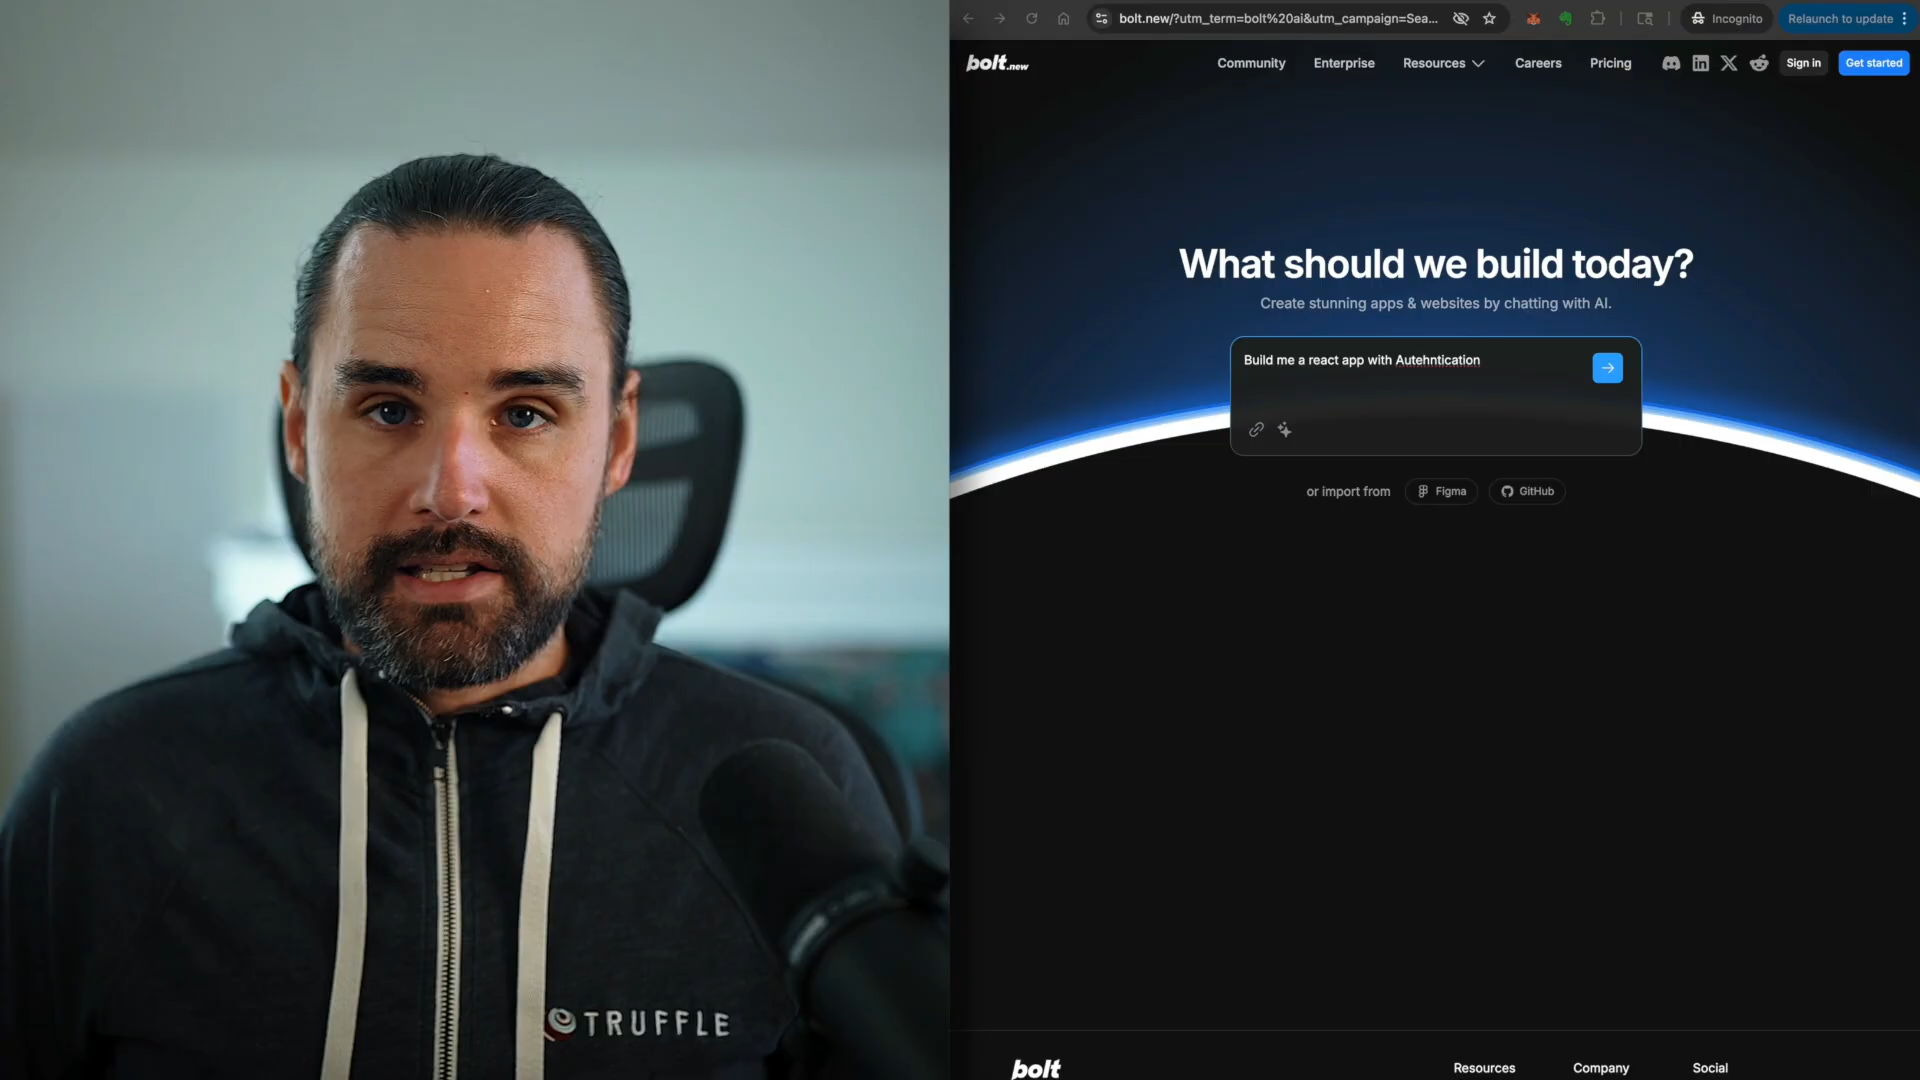 bolt.new/?utm_term=bolt%20ai&utm_campaign=Sea...
Incognito
Relaunch to update
bolt.new
Community
Enterprise
Resources
Careers
Pricing
Sign in
Get started
What should we build today?
Create stunning apps & websites by chatting with AI.
Build me a react app with Autehntication
or import from
Figma
GitHub
TRUFFLE
bolt
Resources
Company
Social